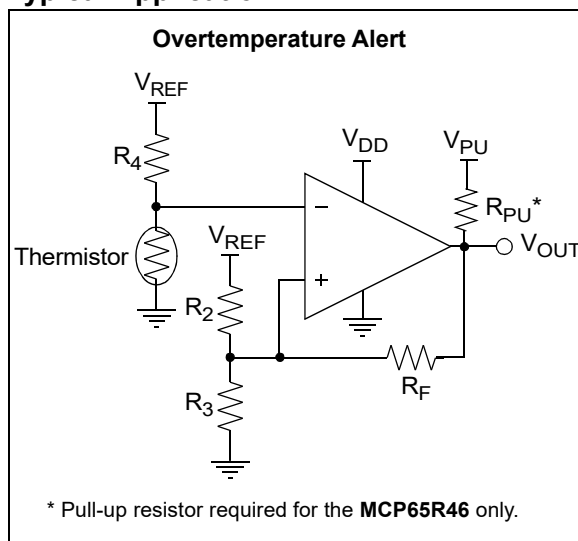 Overtemperature Alert
VREF
R4
VDD
VPU
RPU*
VOUT
Thermistor
VREF
R2
R3
RF
−
+
* Pull-up resistor required for the MCP65R46 only.